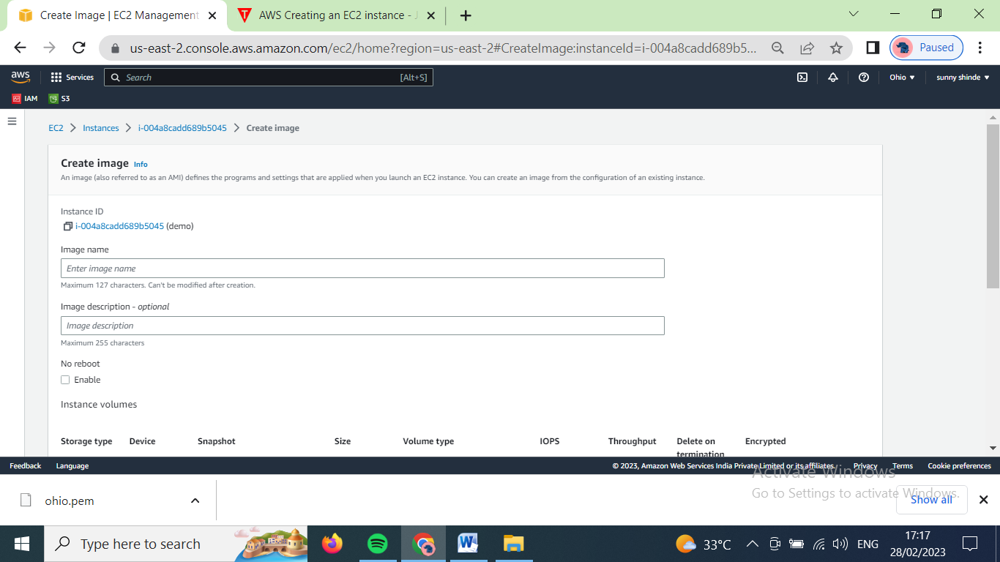 Create Image | EC2 Management
AWS Creating an EC2 instance - J
us-east-2.console.aws.amazon.com/ec2/home?region=us-east-2#CreateImage:instanceId=i-004a8cadd689b5...
Paused
aws
Services
Search
[Alt+S]
Ohio
sunny shinde
IAM
S3
EC2 > Instances > i-004a8cadd689b5045 > Create image
Create image Info
An image (also referred to as an AMI) defines the programs and settings that are applied when you launch an EC2 instance. You can create an image from the configuration of an existing instance.
Instance ID
i-004a8cadd689b5045 (demo)
Image name
Enter image name
Maximum 127 characters. Can't be modified after creation.
Image description - optional
Image description
Maximum 255 characters
No reboot
Enable
Instance volumes
Storage type Device Snapshot Size Volume type IOPS Throughput Delete on Encrypted
termination
Feedback Language © 2023, Amazon Web Services India Private Limited or its affiliates. Privacy Terms Cookie preferences
Activate Windows
Go to Settings to activate Windows.
ohio.pem
Show all
Type here to search
33°C
ENG
17:17
28/02/2023